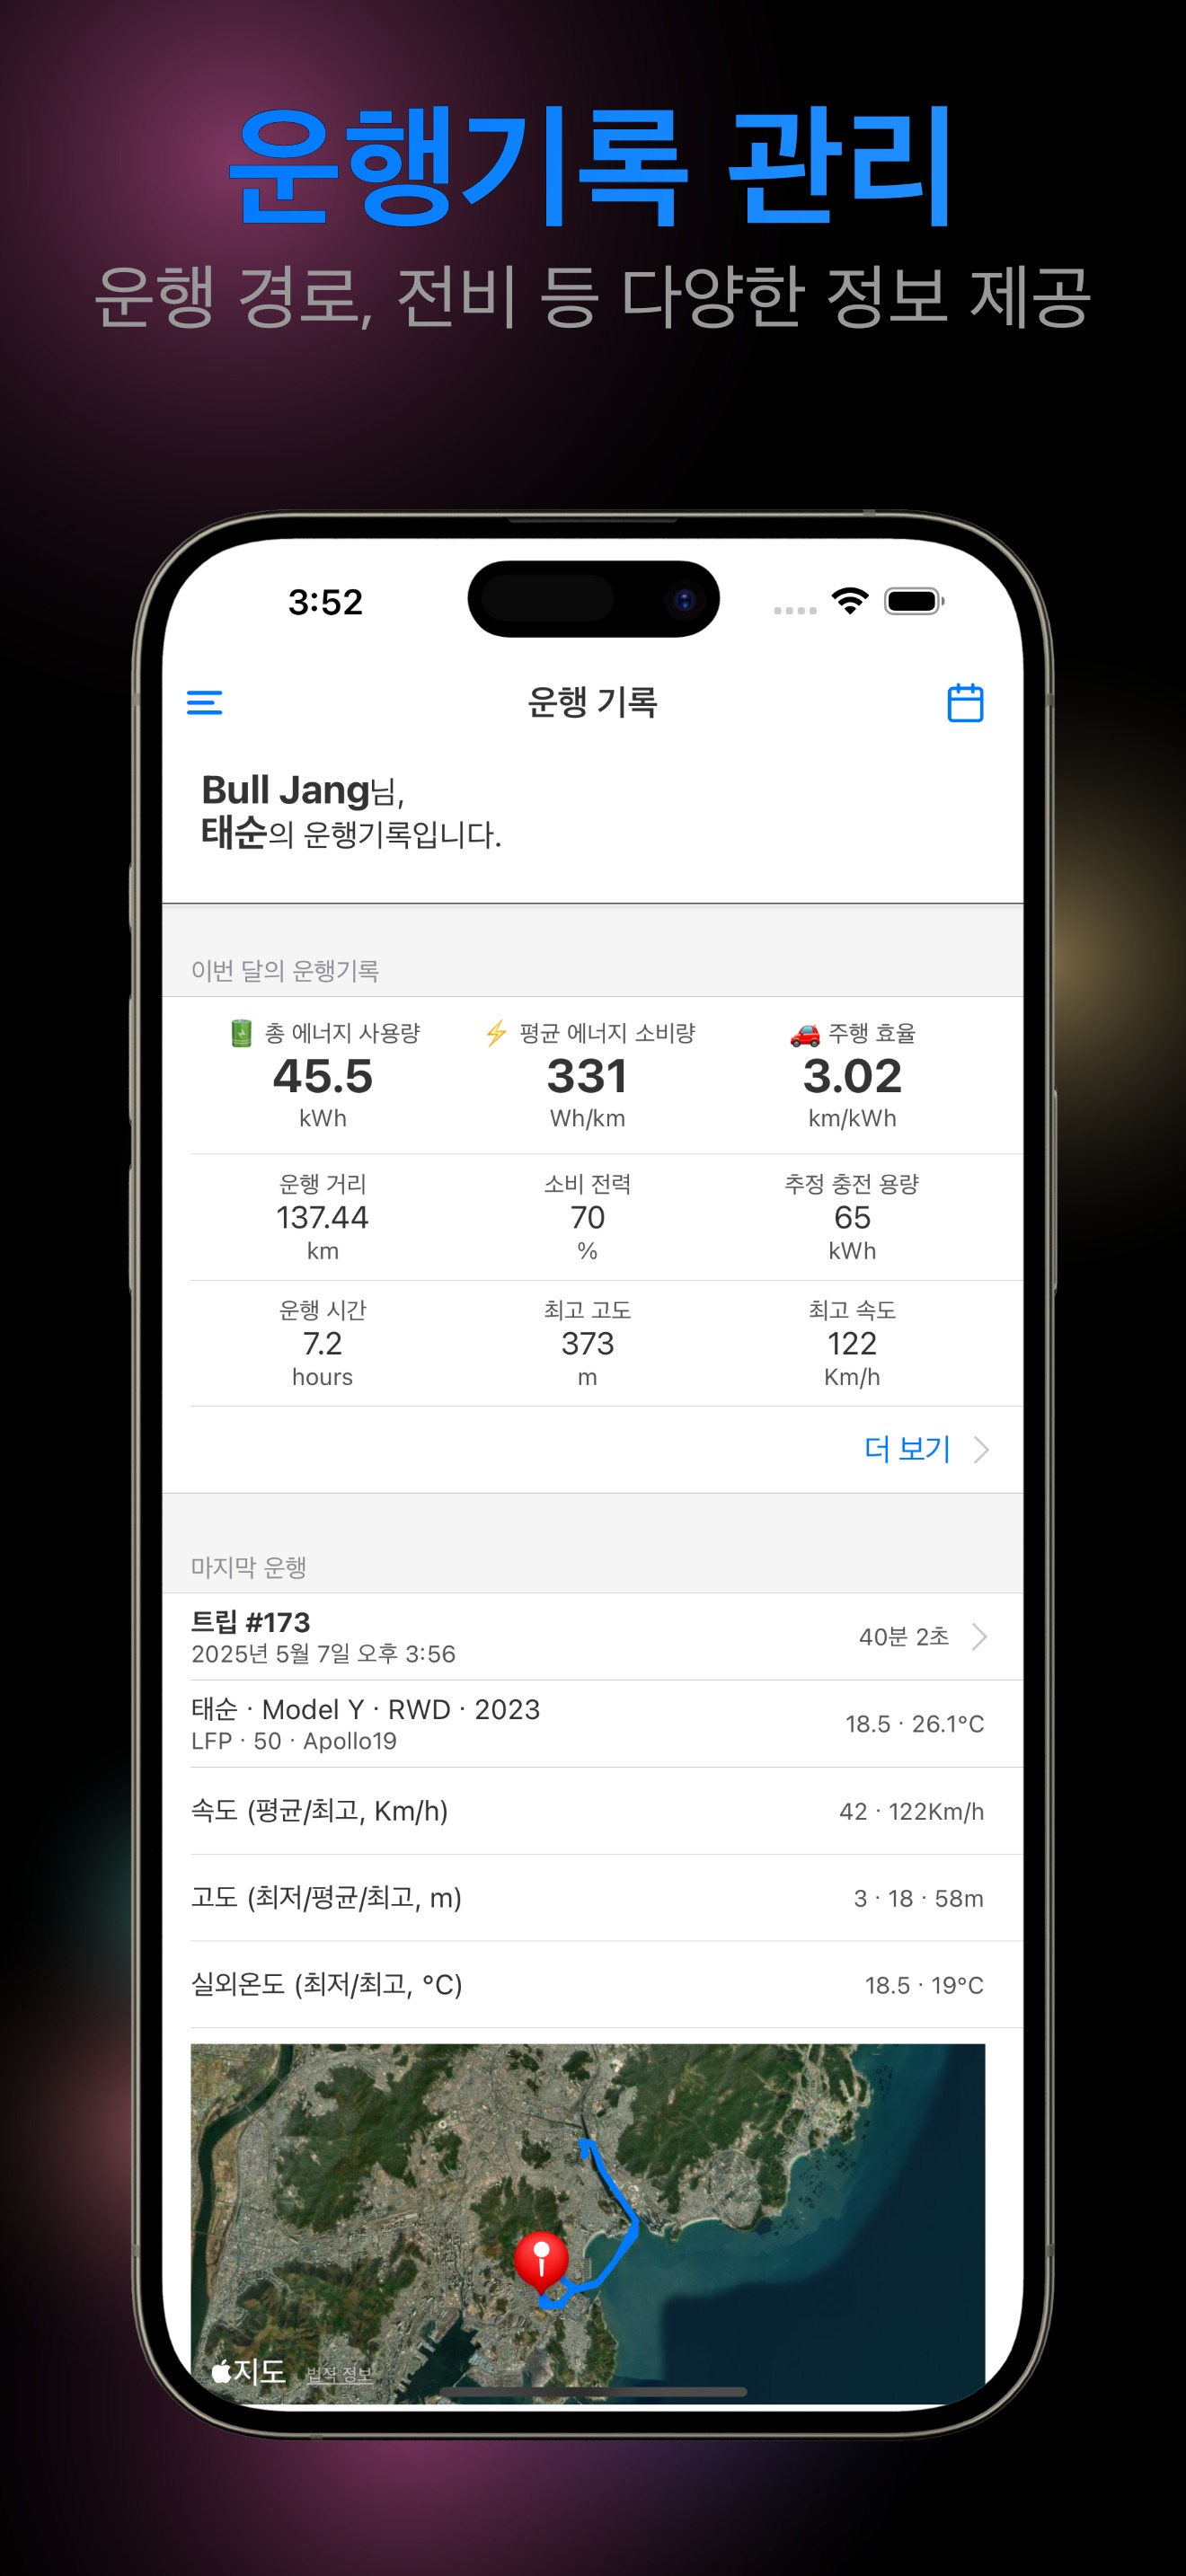 운행기록 관리
운행 경로, 전비 등 다양한 정보 제공
3:52
운행 기록
Bull Jang님,
태순의 운행기록입니다.
이번 달의 운행기록
총 에너지 사용량 평균 에너지 소비량 주행 효율
45.5 331 3.02
kWh Wh/km km/kWh
운행 거리 소비 전력 추정 충전 용량
137.44 70 65
km % kWh
운행 시간 최고 고도 최고 속도
7.2 373 122
hours m Km/h
더 보기
마지막 운행
트립 #173
2025년 5월 7일 오후 3:56
40분 2초
태순 · Model Y · RWD · 2023
LFP · 50 · Apollo19
18.5 · 26.1°C
속도 (평균/최고, Km/h) 42 · 122Km/h
고도 (최저/평균/최고, m) 3 · 18 · 58m
실외온도 (최저/최고, °C) 18.5 · 19°C
지도 법적 정보